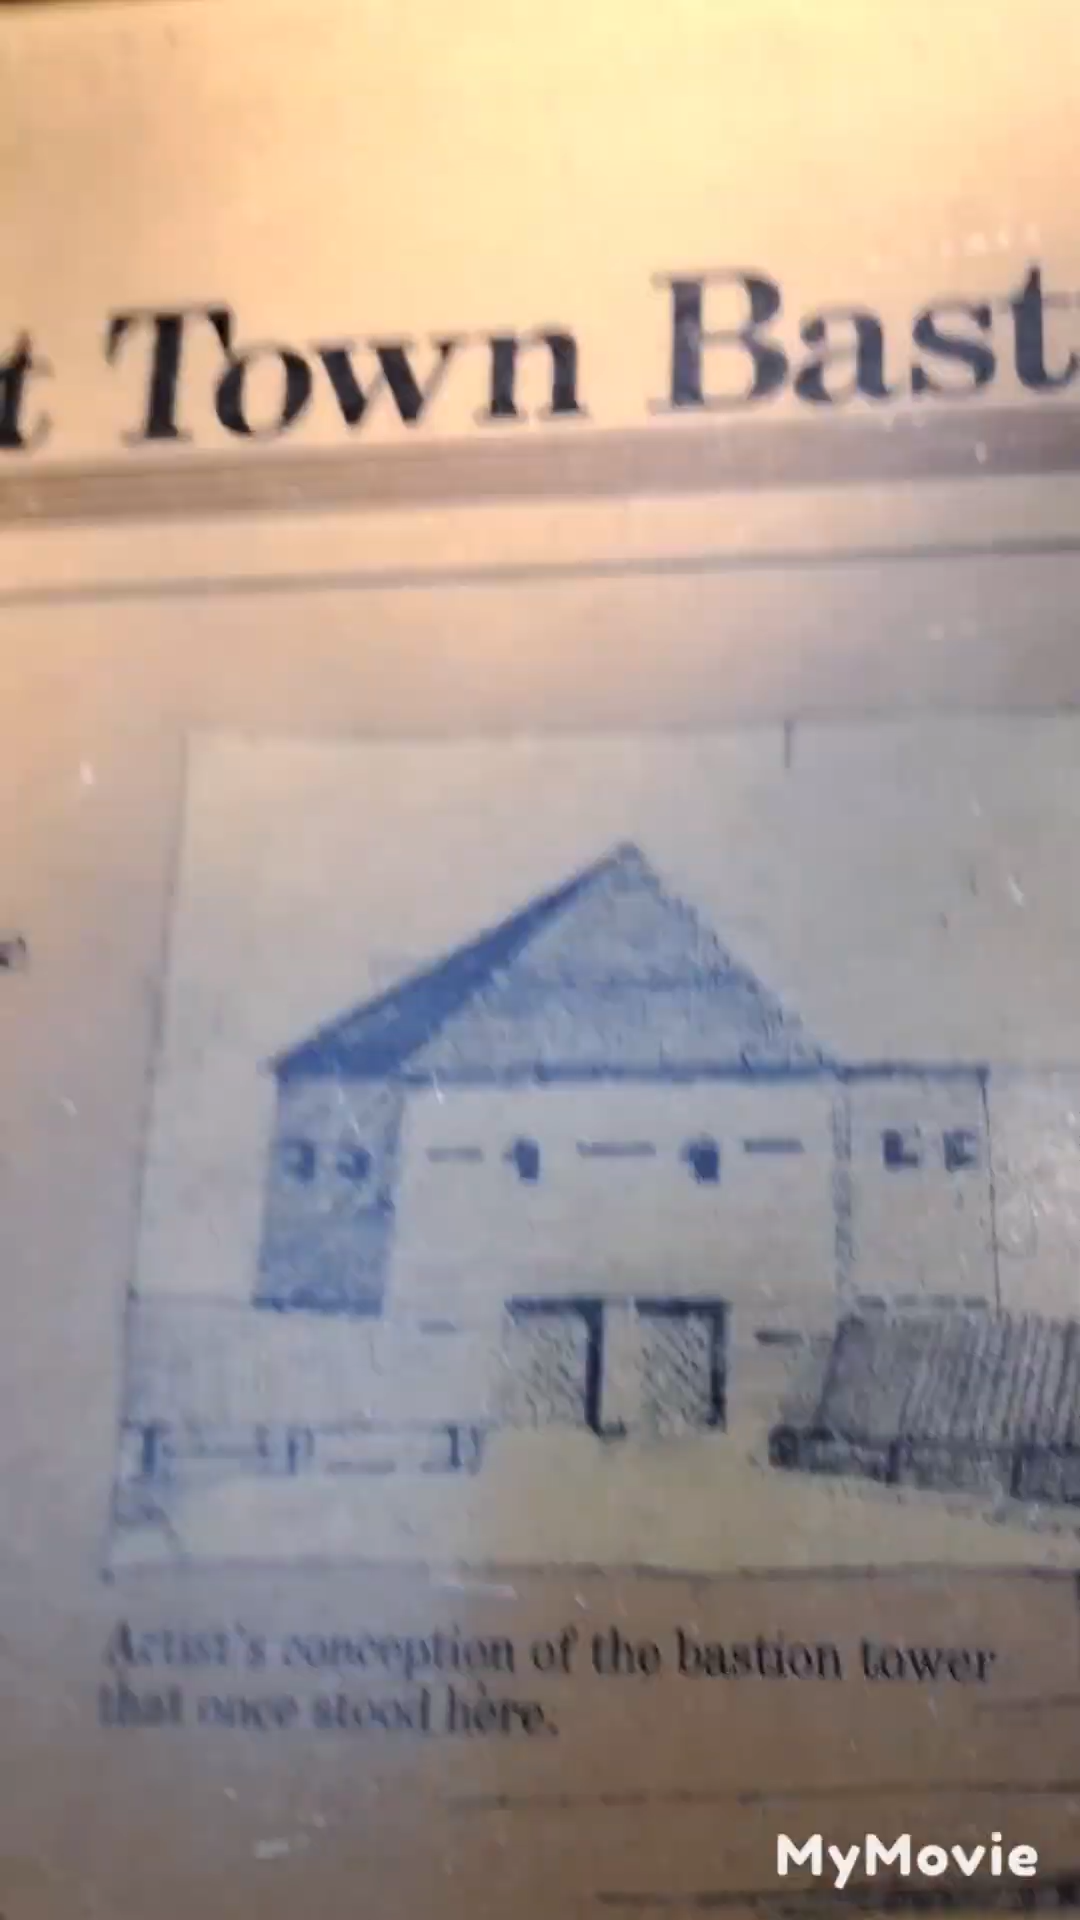 t Town Bast
Artist's conception of the bastion tower
that once stood here.
MyMovie